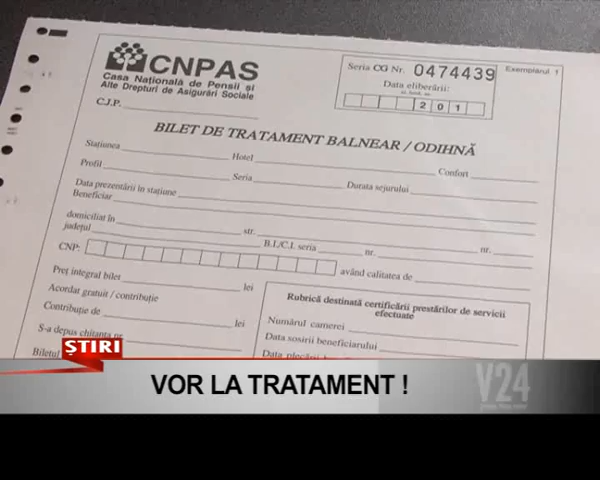 CNPAS
Casa Națională de Pensii și
Alte Drepturi de Asigurări Sociale
C.J.P.
Seria CG Nr. 0474439
Exemplarul 1
Data eliberării:
2 0 1
BILET DE TRATAMENT BALNEAR / ODIHNĂ
Stațiunea Hotel Confort
Profil Seria Durata sejurului
Data prezentării în stațiune
Beneficiar
domiciliat în str. nr.
județul B.I./C.I. seria nr.
CNP: având calitatea de
Preț integral bilet lei
Acordat gratuit / contribuție
Contribuție de lei
S-a depus chitanța nr.
Biletul
Rubrică destinată certificării prestărilor de servicii
efectuate
Numărul camerei
Data sosirii beneficiarului
Data plecării
ȘTIRI
VOR LA TRATAMENT !
V24